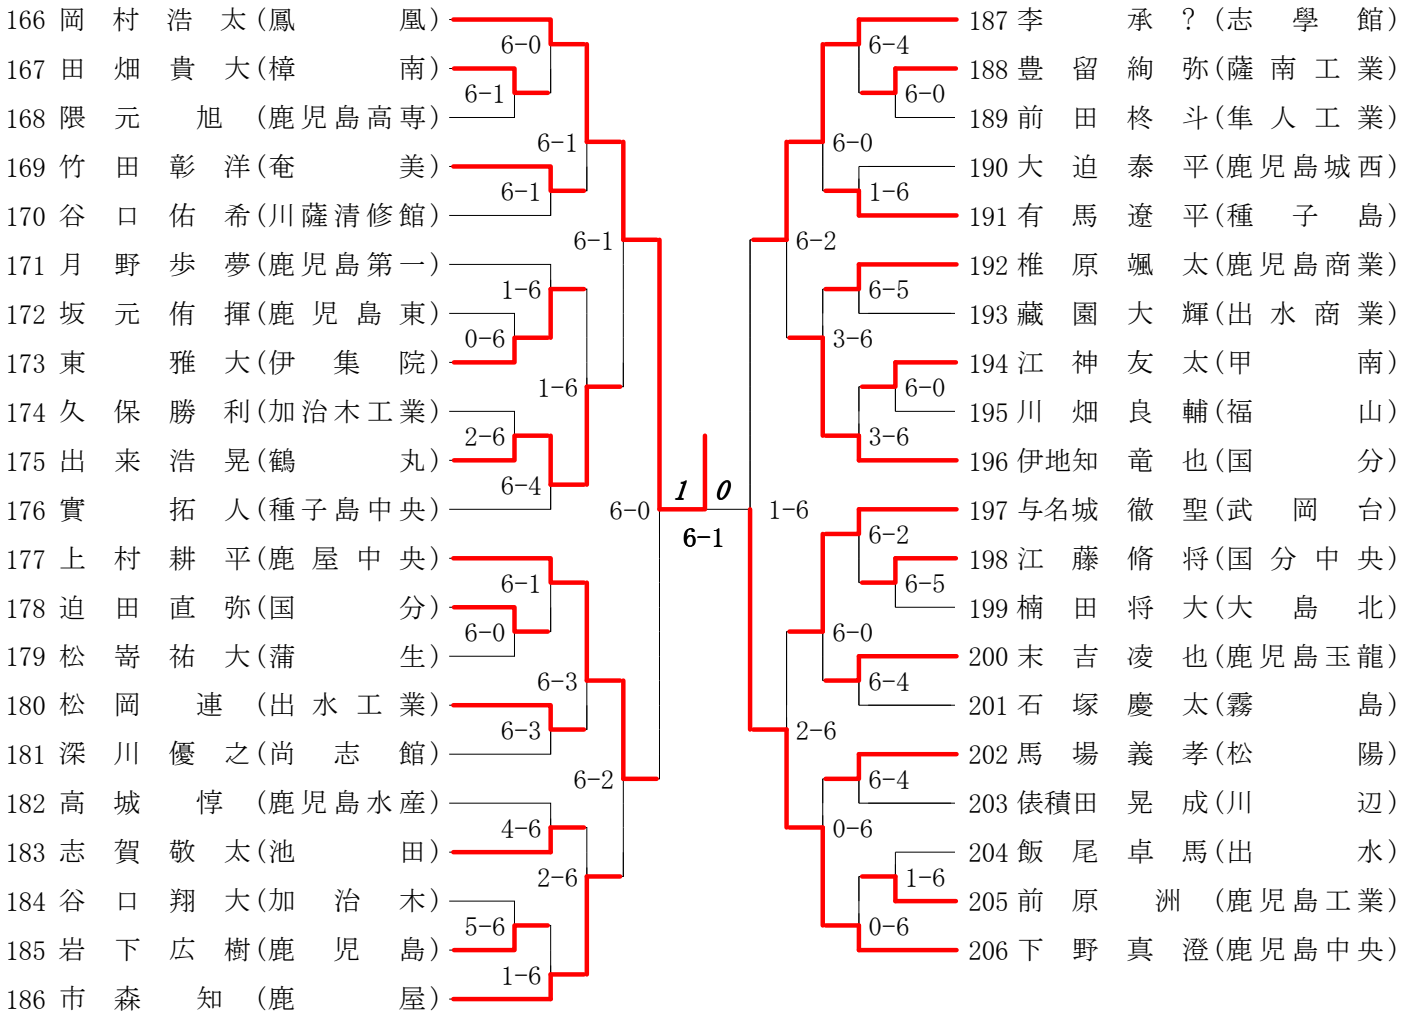 166 岡村浩太(鳳凰)
6-0
167 田畑貴大(樟南)
6-1
168 隈元旭(鹿児島高専)
6-1
169 竹田彰洋(奄美)
6-1
170 谷口佑希(川薩清修館)
6-1
171 月野歩夢(鹿児島第一)
1-6
172 坂元侑揮(鹿児島東)
0-6
173 東雅大(伊集院)
1-6
174 久保勝利(加治木工業)
2-6
175 出来浩晃(鶴丸)
6-4
176 實拓人(種子島中央)
6-0
177 上村耕平(鹿屋中央)
6-1
178 迫田直弥(国分)
6-0
179 松嵜祐大(蒲生)
6-3
180 松岡連(出水工業)
6-3
181 深川優之(尚志館)
6-2
182 高城惇(鹿児島水産)
4-6
183 志賀敬太(池田)
2-6
184 谷口翔大(加治木)
5-6
185 岩下広樹(鹿児島)
1-6
186 市森知(鹿屋)
1 0
6-1
187 李承?(志學館)
6-4
188 豊留絢弥(薩南工業)
6-0
189 前田柊斗(隼人工業)
6-0
190 大迫泰平(鹿児島城西)
1-6
191 有馬遼平(種子島)
6-2
192 椎原颯太(鹿児島商業)
6-5
193 藏園大輝(出水商業)
3-6
194 江神友太(甲南)
6-0
195 川畑良輔(福山)
3-6
196 伊地知竜也(国分)
1-6
197 与名城徹聖(武岡台)
6-2
198 江藤脩将(国分中央)
6-5
199 楠田将大(大島北)
6-0
200 末吉凌也(鹿児島玉龍)
6-4
201 石塚慶太(霧島)
2-6
202 馬場義孝(松陽)
6-4
203 俵積田晃成(川辺)
0-6
204 飯尾卓馬(出水)
1-6
205 前原洲(鹿児島工業)
0-6
206 下野真澄(鹿児島中央)